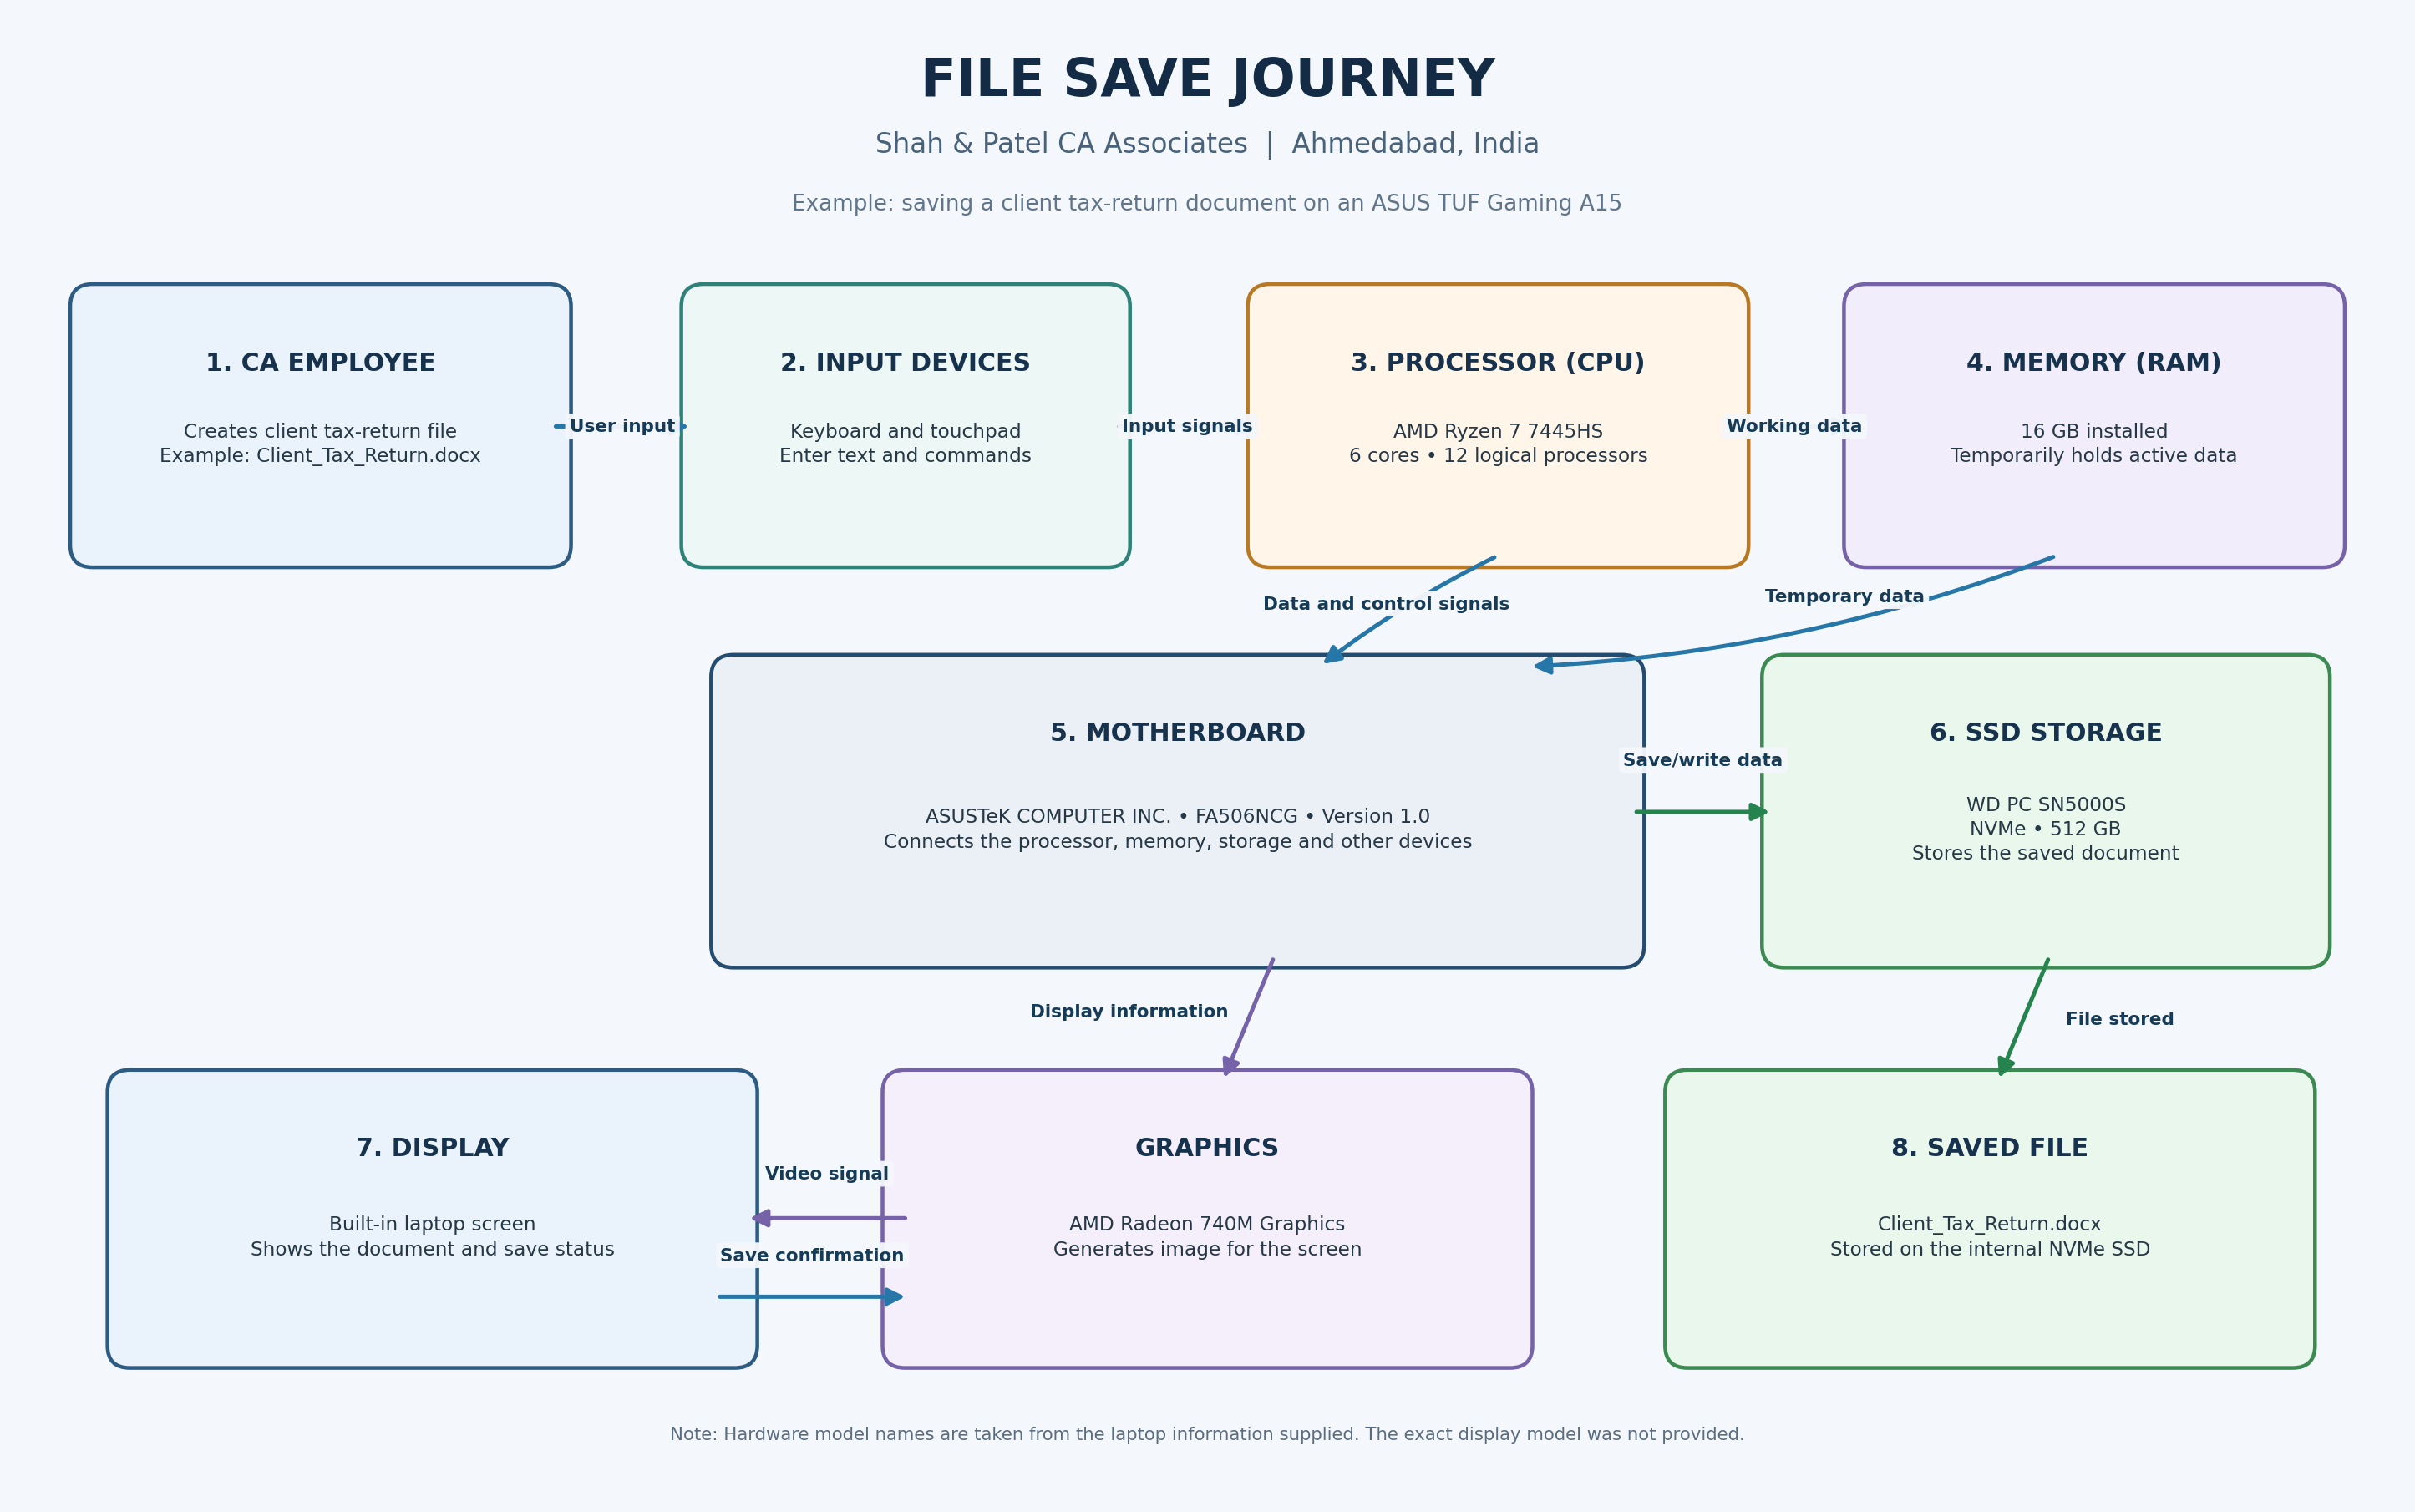 FILE SAVE JOURNEY
Shah & Patel CA Associates | Ahmedabad, India
Example: saving a client tax-return document on an ASUS TUF Gaming A15
1. CA EMPLOYEE
Creates client tax-return file
Example: Client_Tax_Return.docx
User input
2. INPUT DEVICES
Keyboard and touchpad
Enter text and commands
Input signals
3. PROCESSOR (CPU)
AMD Ryzen 7 7445HS
6 cores • 12 logical processors
Working data
4. MEMORY (RAM)
16 GB installed
Temporarily holds active data
Data and control signals
Temporary data
5. MOTHERBOARD
ASUSTeK COMPUTER INC. • FA506NCG • Version 1.0
Connects the processor, memory, storage and other devices
Save/write data
6. SSD STORAGE
WD PC SN5000S
NVMe • 512 GB
Stores the saved document
Display information
File stored
7. DISPLAY
Built-in laptop screen
Shows the document and save status
Video signal
Save confirmation
GRAPHICS
AMD Radeon 740M Graphics
Generates image for the screen
8. SAVED FILE
Client_Tax_Return.docx
Stored on the internal NVMe SSD
Note: Hardware model names are taken from the laptop information supplied. The exact display model was not provided.